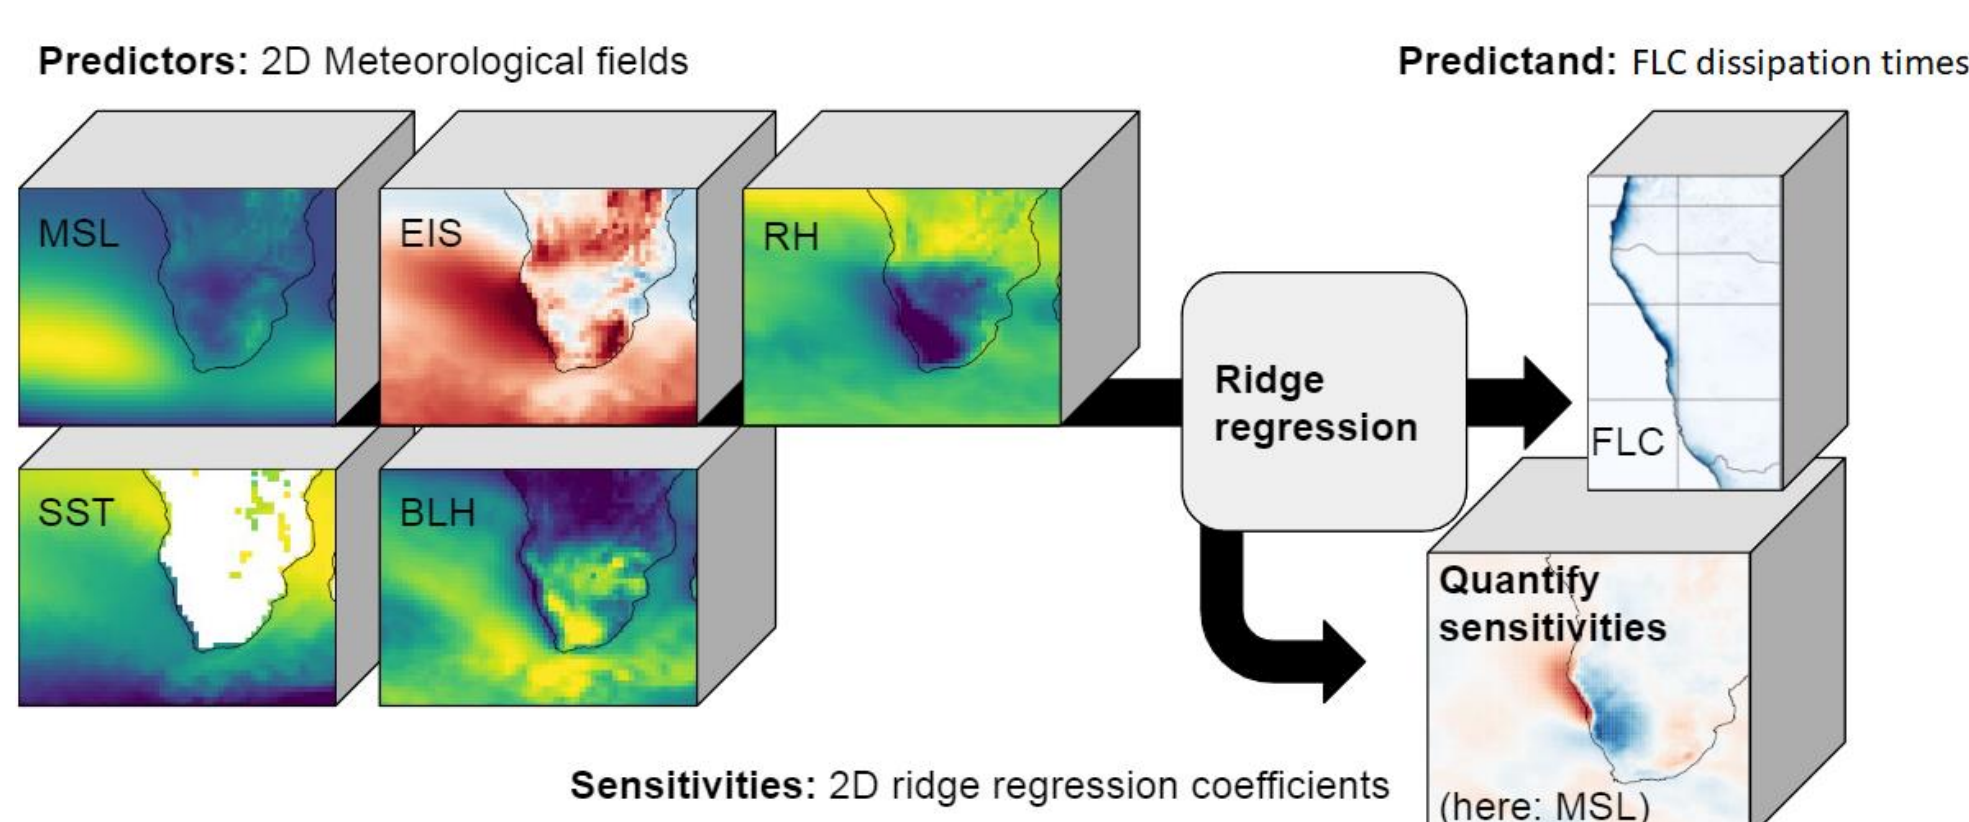 Predictors: 2D Meteorological fields
Predictand: FLC dissipation times
MSL
EIS
RH
SST
BLH
Ridge
regression
FLC
Quantify
sensitivities
(here: MSL)
Sensitivities: 2D ridge regression coefficients